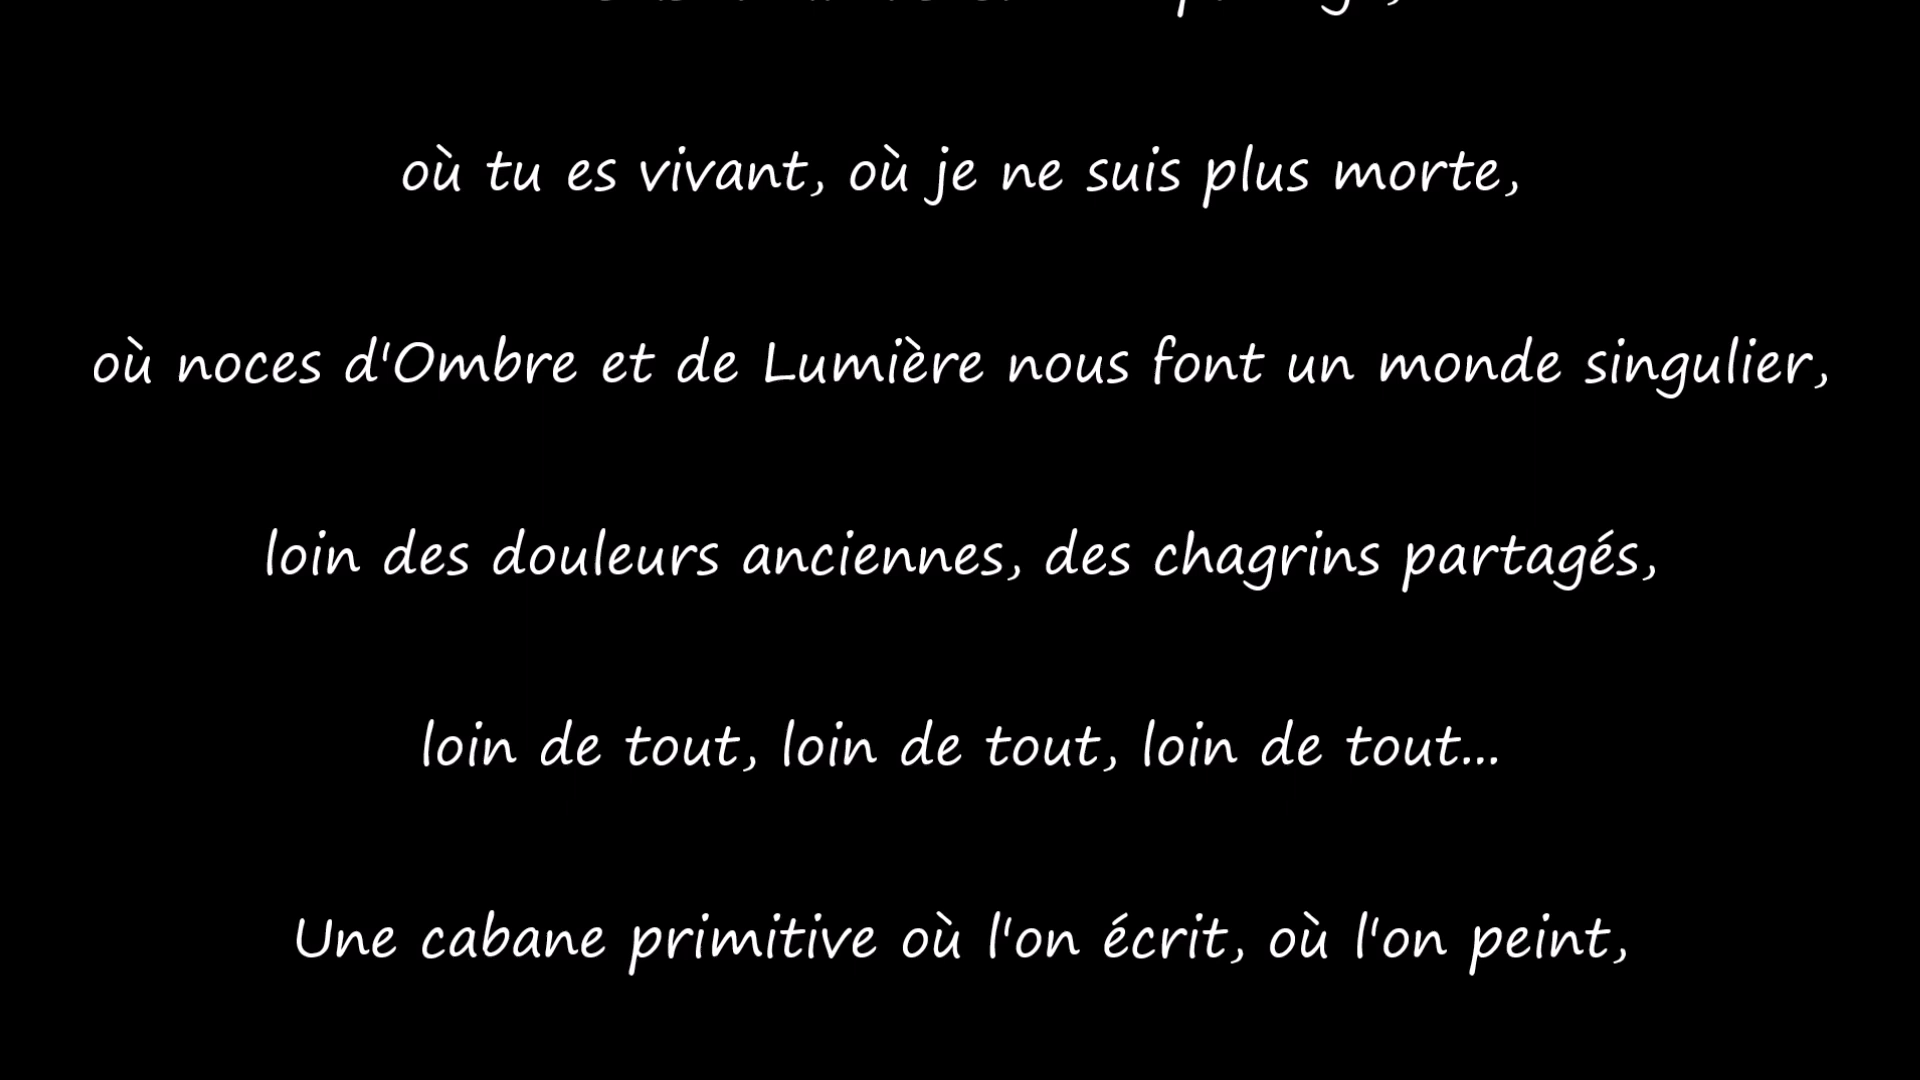 où tu es vivant, où je ne suis plus morte,
où noces d'Ombre et de Lumière nous font un monde singulier,
loin des douleurs anciennes, des chagrins partagés,
loin de tout, loin de tout, loin de tout...
Une cabane primitive où l'on écrit, où l'on peint,